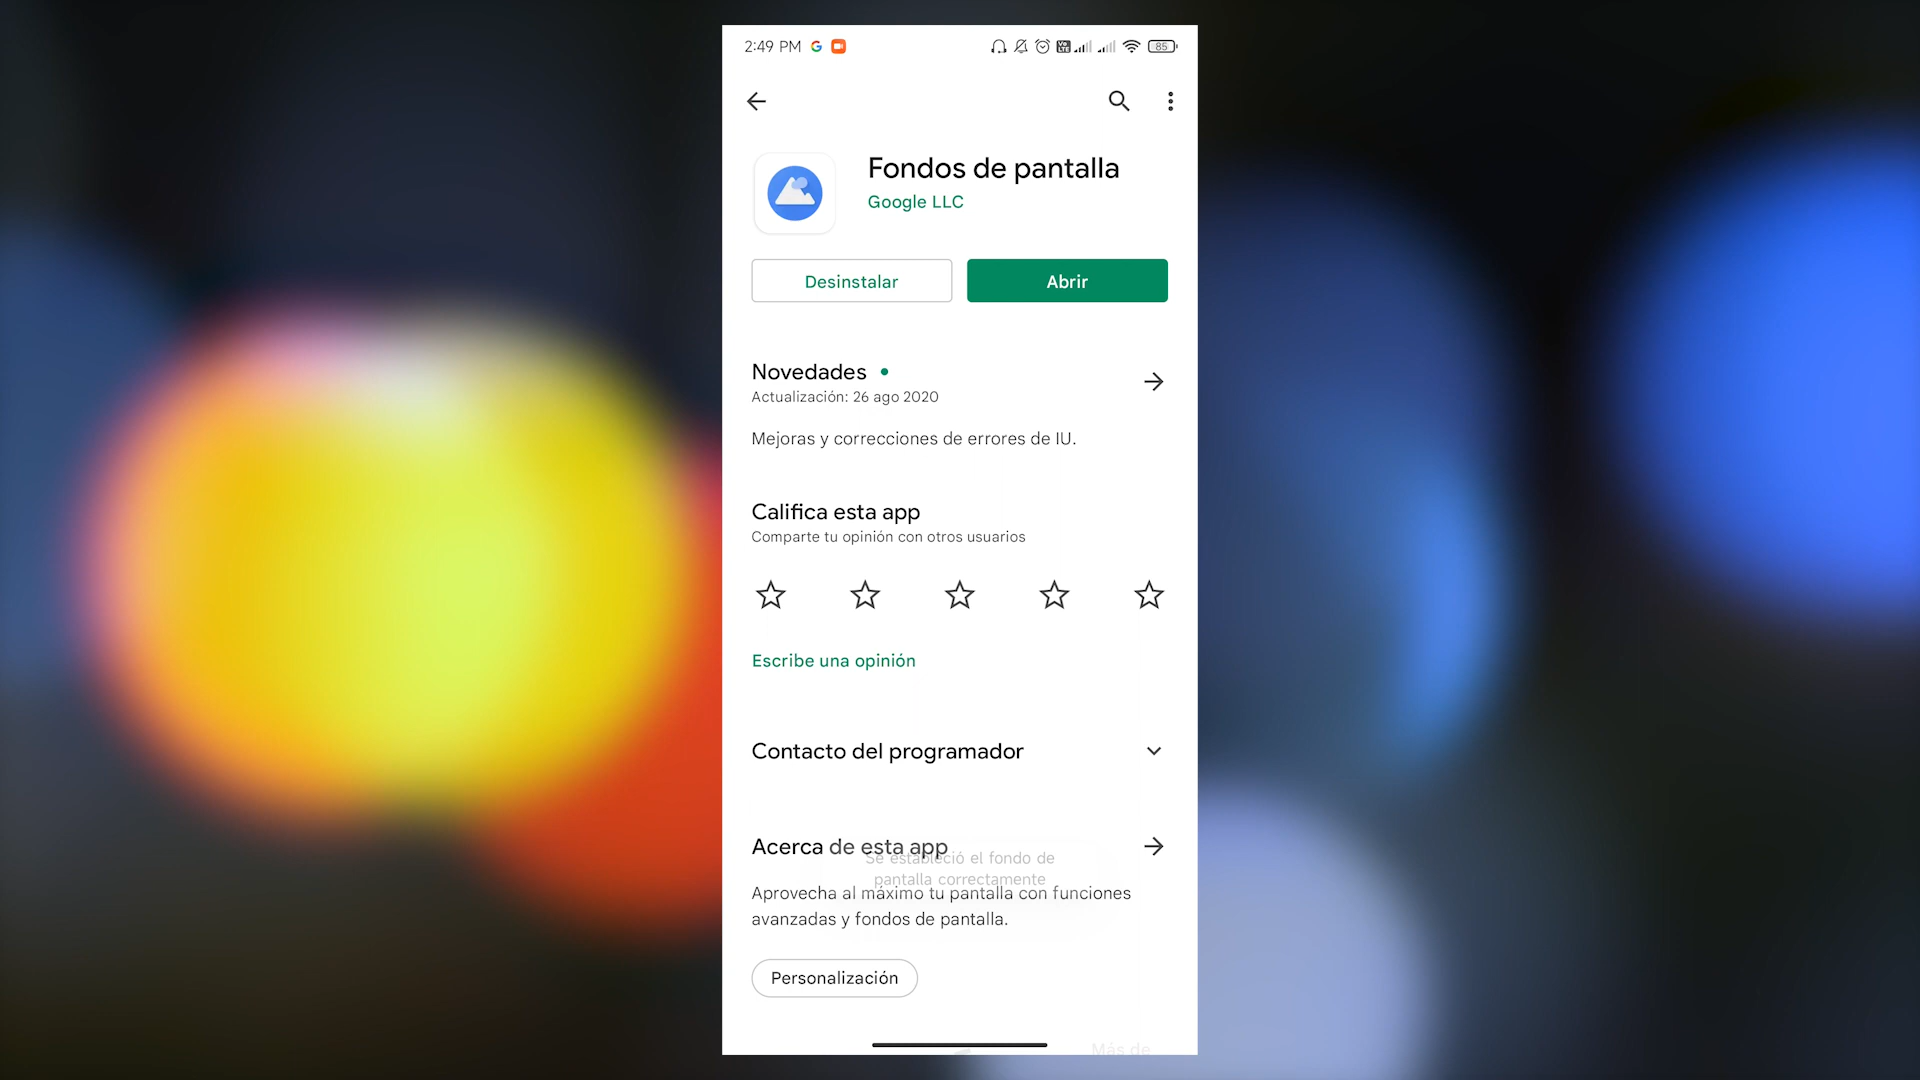 2:49 PM
85
Fondos de pantalla
Google LLC
Desinstalar
Abrir
Novedades
Actualización: 26 ago 2020
Mejoras y correcciones de errores de IU.
Califica esta app
Comparte tu opinión con otros usuarios
Escribe una opinión
Contacto del programador
Acerca de esta app
Se estableció el fondo de
pantalla correctamente
Aprovecha al máximo tu pantalla con funciones
avanzadas y fondos de pantalla.
Personalización
Más de